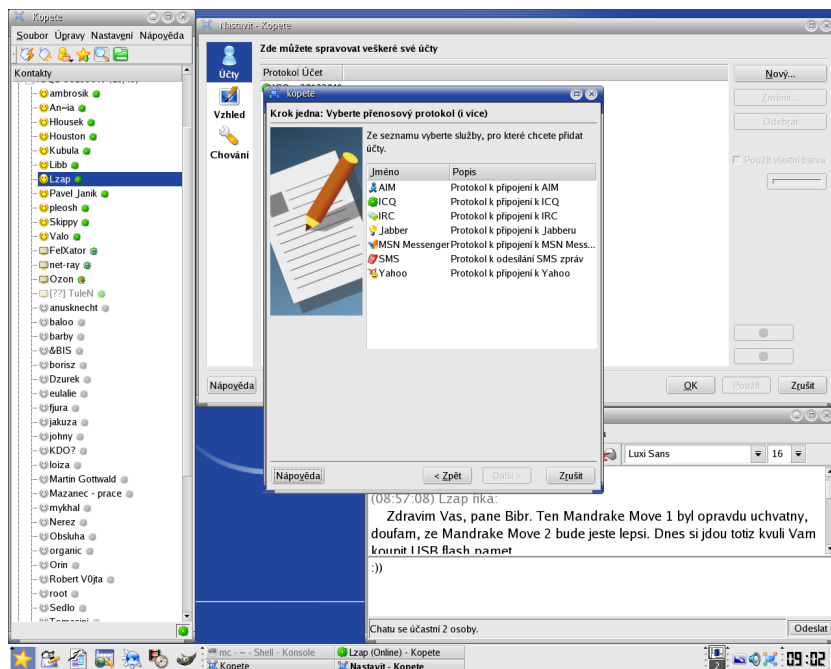 Kopete
Soubor Úpravy Nastavení Nápověda
Kontakty
ambrosik
An~ia
Hlousek
Houston
Kubula
Libb
Lzap
Pavel Janik
pleosh
Skippy
Valo
FelXator
net-ray
Ozon
[??] TuleN
anusknecht
baloo
barby
&BIS
borisz
Dzurek
eulalie
fjura
jakuza
johny
KDO?
loiza
Martin Gottwald
Mazanec - prace
mykhal
Nerez
Obsluha
organic
Orin
Robert V0jta
root
Sedlo
Nastavit - Kopete
Účty
Vzhled
Chování
Zde můžete spravovat veškeré své účty
Protokol Účet
Nový...
Změnit...
Odebrat
Použít vlastní barvu
Nápověda
OK
Použít
Zrušit
kopete
Krok jedna: Vyberte přenosový protokol (i vice)
Ze seznamu vyberte služby, pro které chcete přidat
účty.
Jméno Popis
AIM Protokol k připojení k AIM
ICQ Protokol k připojení k ICQ
IRC Protokol k připojení k IRC
Jabber Protokol k připojení k Jabberu
MSN Messenger Protokol k připojení k MSN Mess...
SMS Protokol k odesílání SMS zpráv
Yahoo Protokol k připojení k Yahoo
Nápověda
< Zpět
Další >
Zrušit
Luxi Sans
16
(08:57:08) Lzap říká:
Zdravim Vas, pane Bibr. Ten Mandrake Move 1 byl opravdu uchvatny,
doufam, ze Mandrake Move 2 bude jeste lepsi. Dnes si jdou totiz kvuli Vam
koupit USB flash pamet
:))
Chatu se účastní 2 osoby.
Odeslat
mc - ~ - Shell - Konsole
Lzap (Online) - Kopete
Kopete
Nastavit - Kopete
2
09:02